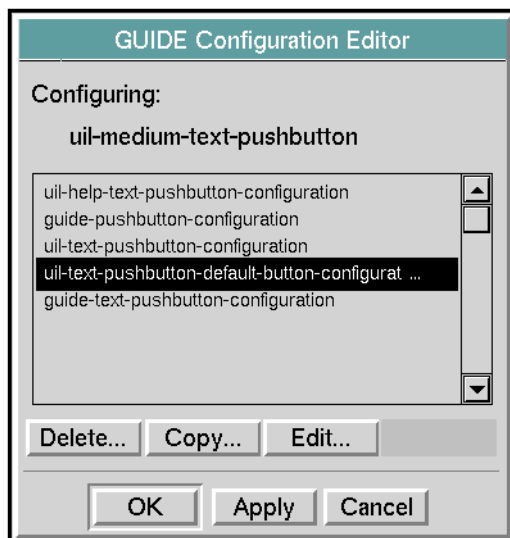 GUIDE Configuration Editor
Configuring:
uil-medium-text-pushbutton
uil-help-text-pushbutton-configuration
guide-pushbutton-configuration
uil-text-pushbutton-configuration
uil-text-pushbutton-default-button-configurat ...
guide-text-pushbutton-configuration
Delete... Copy... Edit...
OK Apply Cancel